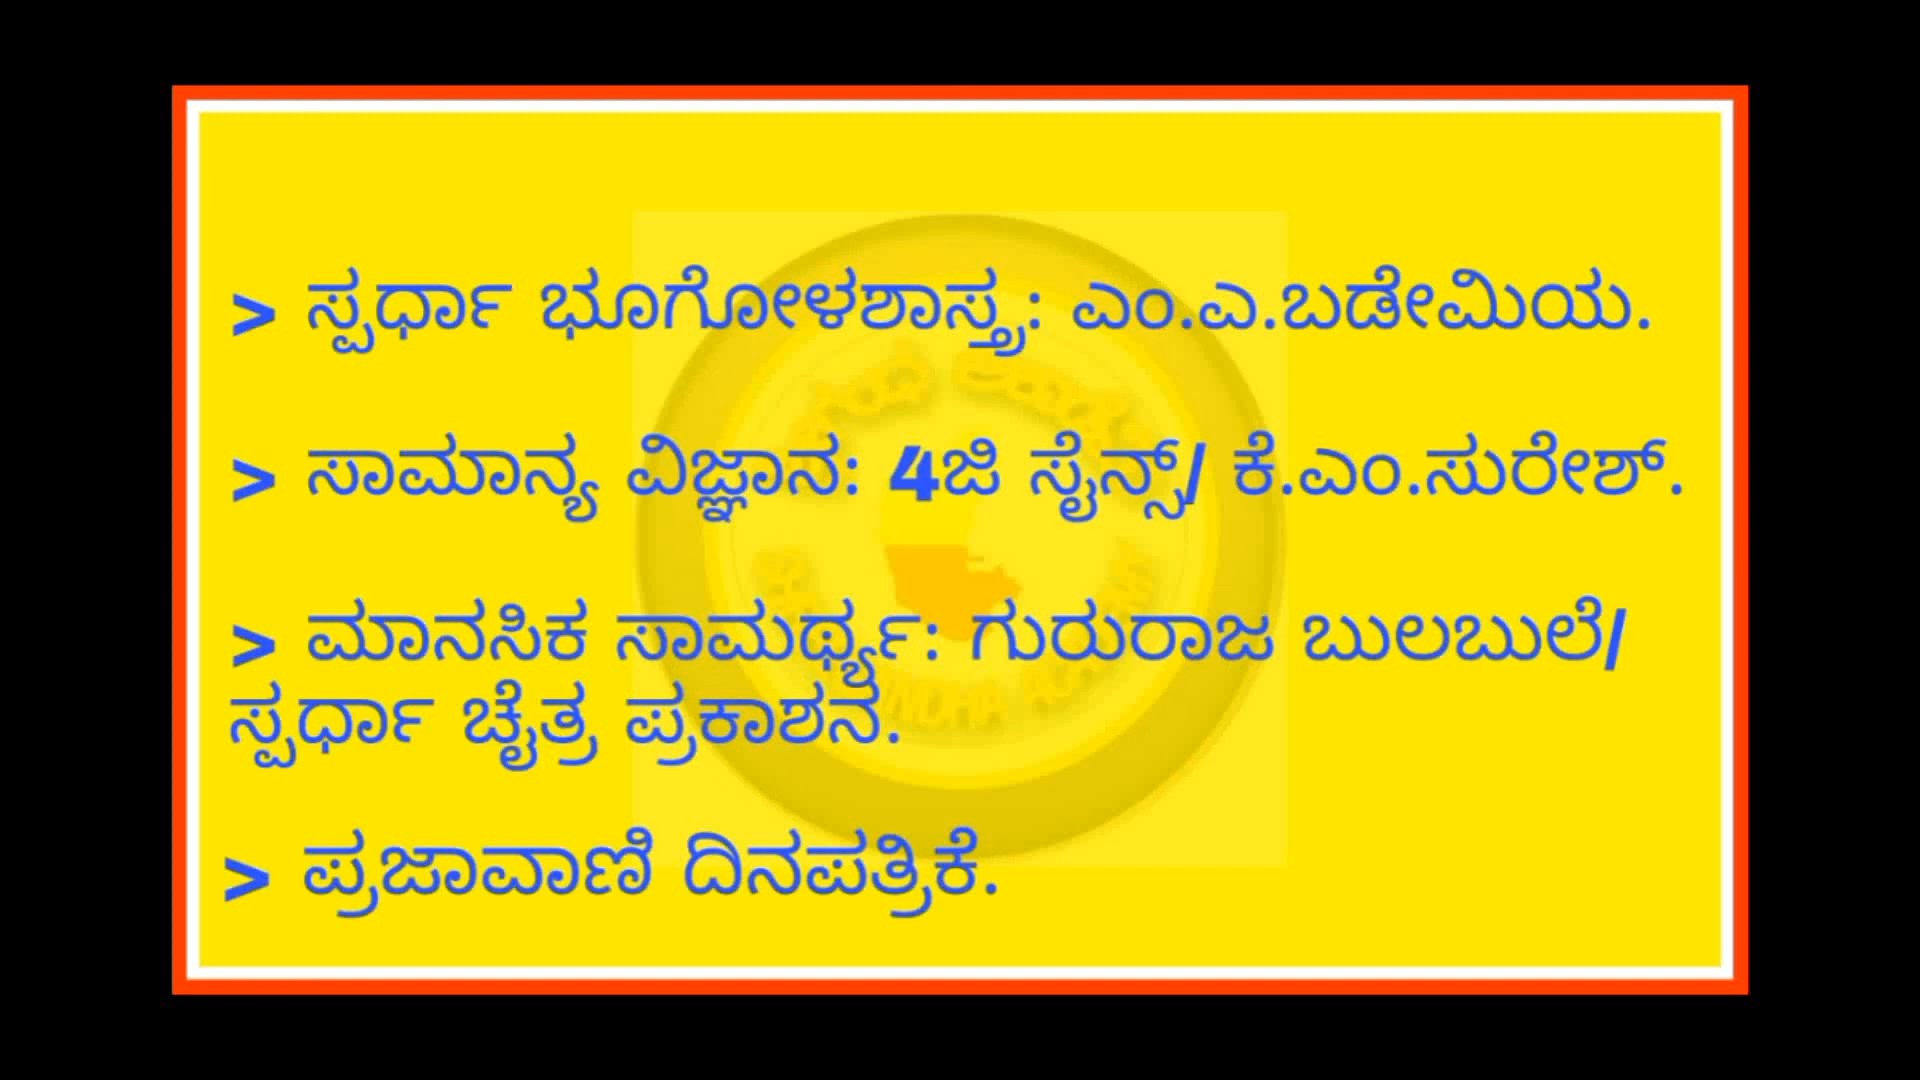 > ಸ್ಪರ್ಧಾ ಭೂಗೋಳಶಾಸ್ತ್ರ: ಎಂ.ಎ.ಬಡೇಮಿಯ.
> ಸಾಮಾನ್ಯ ವಿಜ್ಞಾನ: 4ಜಿ ಸೈನ್ಸ್/ ಕೆ.ಎಂ.ಸುರೇಶ್.
> ಮಾನಸಿಕ ಸಾಮರ್ಥ್ಯ: ಗುರುರಾಜ ಬುಲಬುಲೆ/
ಸ್ಪರ್ಧಾ ಚೈತ್ರ ಪ್ರಕಾಶನ.
> ಪ್ರಜಾವಾಣಿ ದಿನಪತ್ರಿಕೆ.